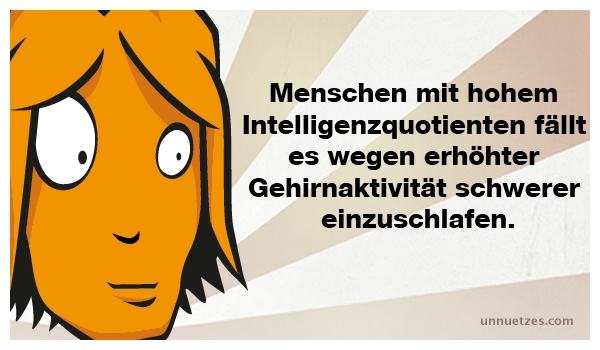 Menschen mit hohem
Intelligenzquotienten fällt
es wegen erhöhter
Gehirnaktivität schwerer
einzuschlafen.
unnuetzes.com